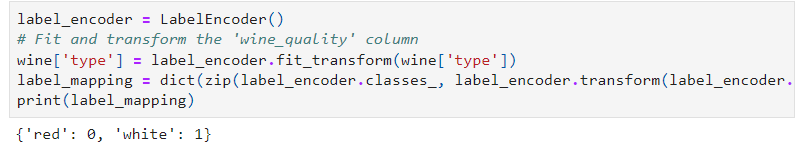 label_encoder = LabelEncoder()
# Fit and transform the 'wine_quality' column
wine['type'] = label_encoder.fit_transform(wine['type'])
label_mapping = dict(zip(label_encoder.classes_, label_encoder.transform(label_encoder.
print(label_mapping)
{'red': 0, 'white': 1}